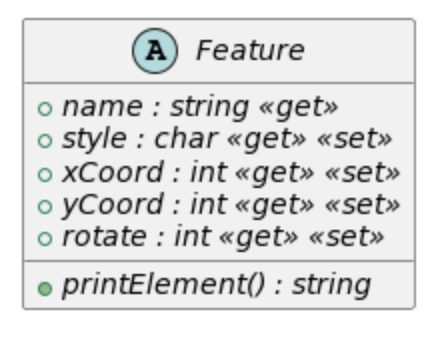 A Feature
name : string «get»
style : char «get» «set»
xCoord : int «get» «set»
yCoord : int «get» «set»
rotate : int «get» «set»
printElement() : string